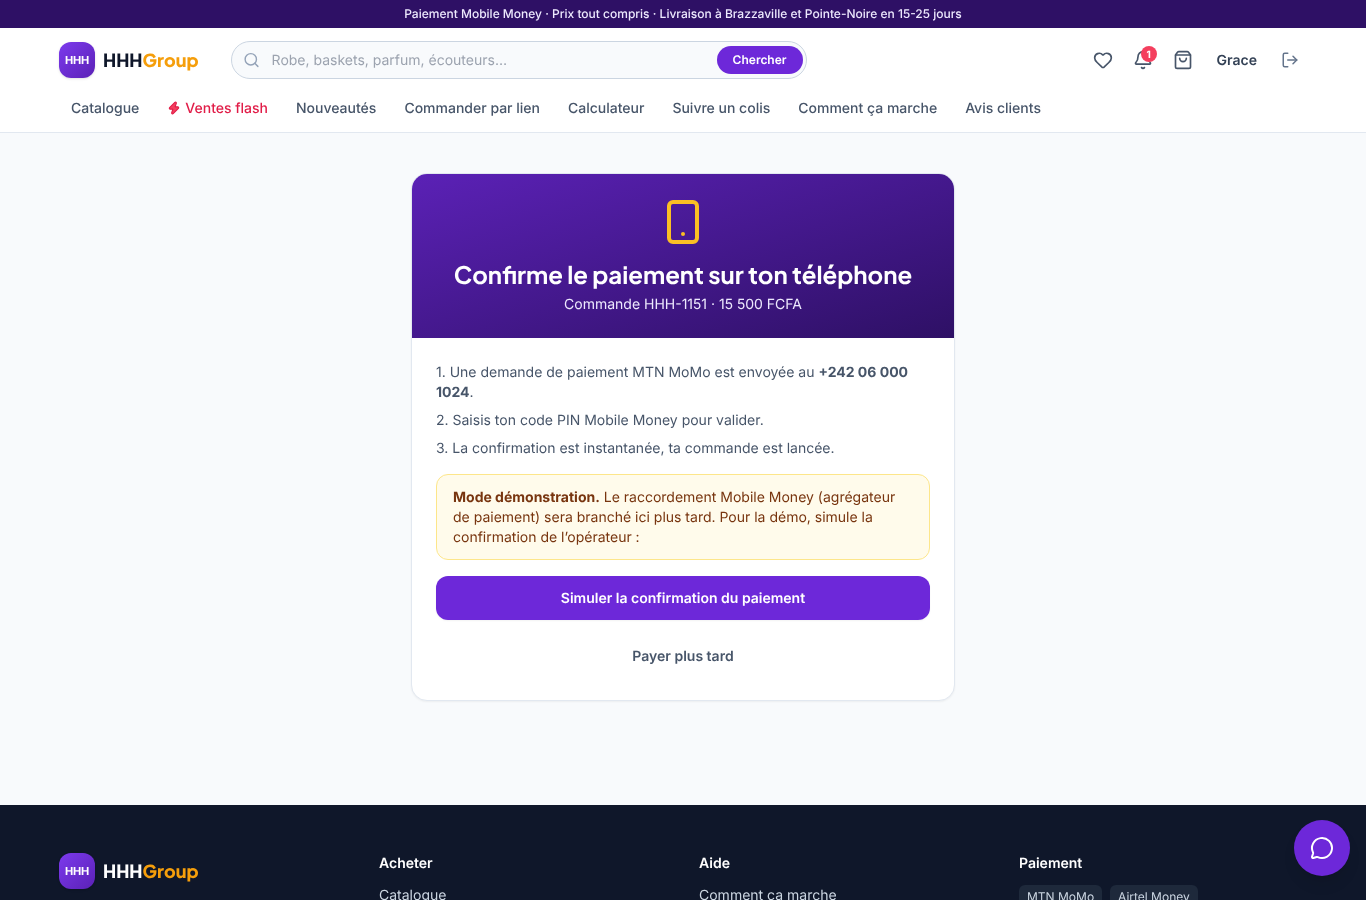 Paiement Mobile Money · Prix tout compris · Livraison à Brazzaville et Pointe-Noire en 15-25 jours
HHH HHHGroup
Robe, baskets, parfum, écouteurs...
Chercher
1
Grace
Catalogue
Ventes flash
Nouveautés
Commander par lien
Calculateur
Suivre un colis
Comment ça marche
Avis clients
Confirme le paiement sur ton téléphone
Commande HHH-1151 · 15 500 FCFA
1. Une demande de paiement MTN MoMo est envoyée au +242 06 000
1024.
2. Saisis ton code PIN Mobile Money pour valider.
3. La confirmation est instantanée, ta commande est lancée.
Mode démonstration. Le raccordement Mobile Money (agrégateur
de paiement) sera branché ici plus tard. Pour la démo, simule la
confirmation de l’opérateur :
Simuler la confirmation du paiement
Payer plus tard
HHH HHHGroup
Acheter
Catalogue
Aide
Comment ça marche
Paiement
MTN MoMo
Airtel Money